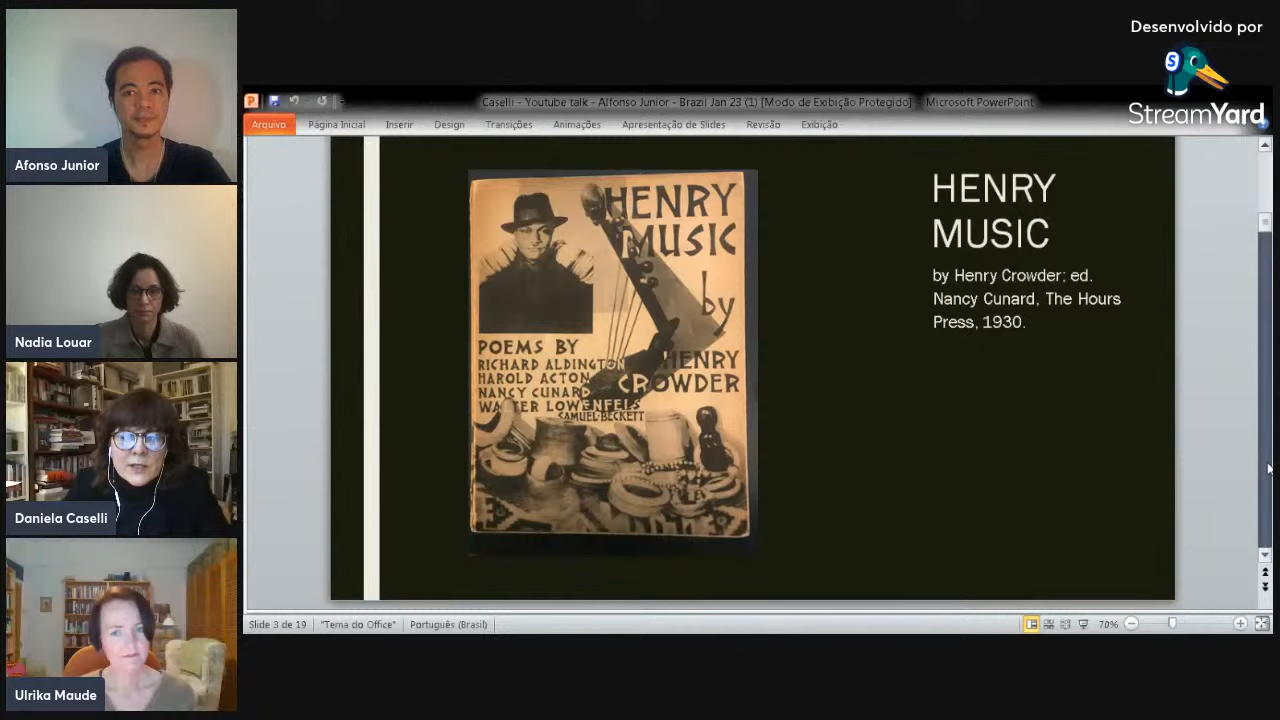 Afonso Junior
Nadia Louar
Daniela Caselli
Ulrika Maude
Desenvolvido por
S
StreamYard
P
Caselli - Youtube talk - Alfonso Junior - Brazil Jan 23 (1) [Modo de Exibição Protegido] - Microsoft PowerPoint
Arquivo Página Inicial Inserir Design Transições Animações Apresentação de Slides Revisão Exibição
HENRY
MUSIC
by
HENRY
CROWDER
POEMS BY
RICHARD ALDINGTON
HAROLD ACTON
NANCY CUNARD
WALTER LOWENFELS
SAMUEL·BECKETT
HENRY
MUSIC
by Henry Crowder; ed.
Nancy Cunard, The Hours
Press, 1930.
Slide 3 de 19 "Tema do Office" Português (Brasil) 70%